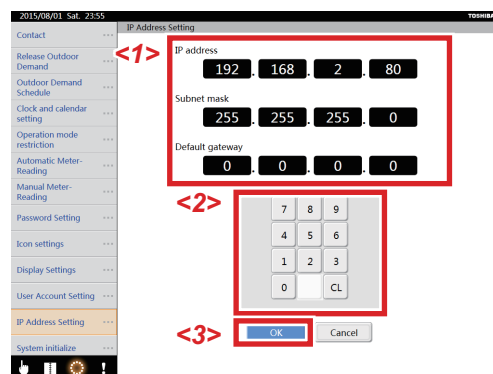 2015/08/01 Sat. 23:55
TOSHIBA
IP Address Setting
Contact
Release Outdoor
Demand
Outdoor Demand
Schedule
Clock and calendar
setting
Operation mode
restriction
Automatic Meter-
Reading
Manual Meter-
Reading
Password Setting
Icon settings
Display Settings
User Account Setting
IP Address Setting
System initialize
<1>
IP address
192 . 168 . 2 . 80
Subnet mask
255 . 255 . 255 . 0
Default gateway
0 . 0 . 0 . 0
<2>
7 8 9
4 5 6
1 2 3
0 CL
<3>
OK Cancel